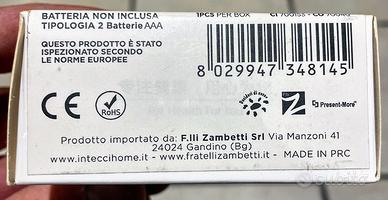 BATTERIA NON INCLUSA
TIPOLOGIA 2 Batterie AAA
1PCS PER BOX
QUESTO PRODOTTO È STATO
ISPEZIONATO SECONDO
LE NORME EUROPEE
8 029947 348145
CE
RoHS
Present-More®
Prodotto importato da: F.lli Zambetti Srl Via Manzoni 41
24024 Gandino (Bg)
www.inteccihome.it - www.fratellizambetti.it MADE IN PRC
subito